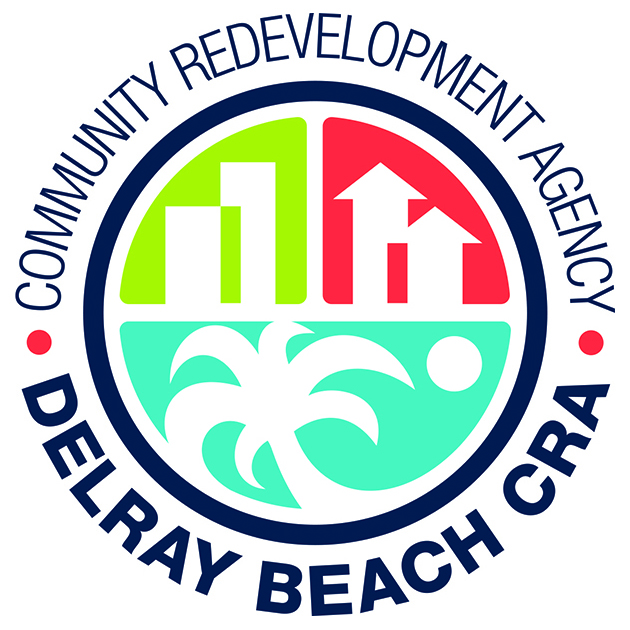 COMMUNITY REDEVELOPMENT AGENCY
DELRAY BEACH CRA